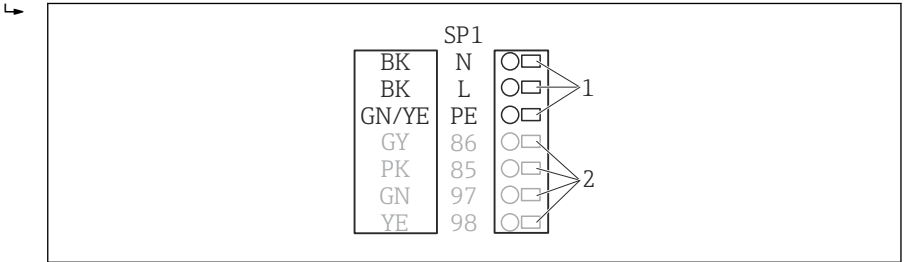 SP1
BK N
BK L 1
GN/YE PE
GY 86
PK 85 2
GN 97
YE 98